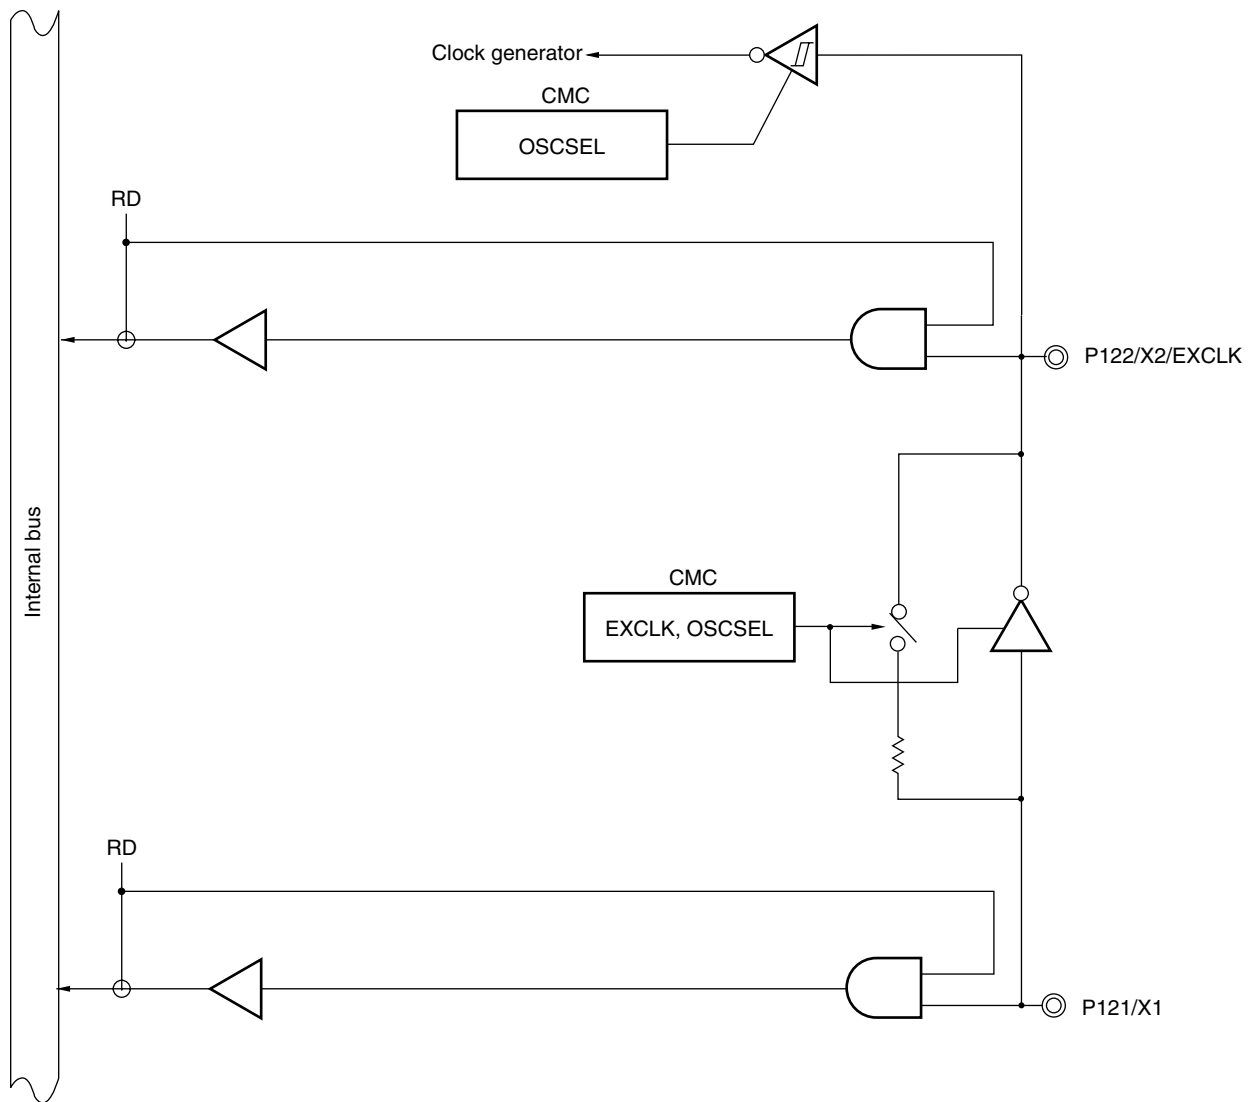 Clock generator
CMC
OSCSEL
RD
P122/X2/EXCLK
Internal bus
CMC
EXCLK, OSCSEL
RD
P121/X1